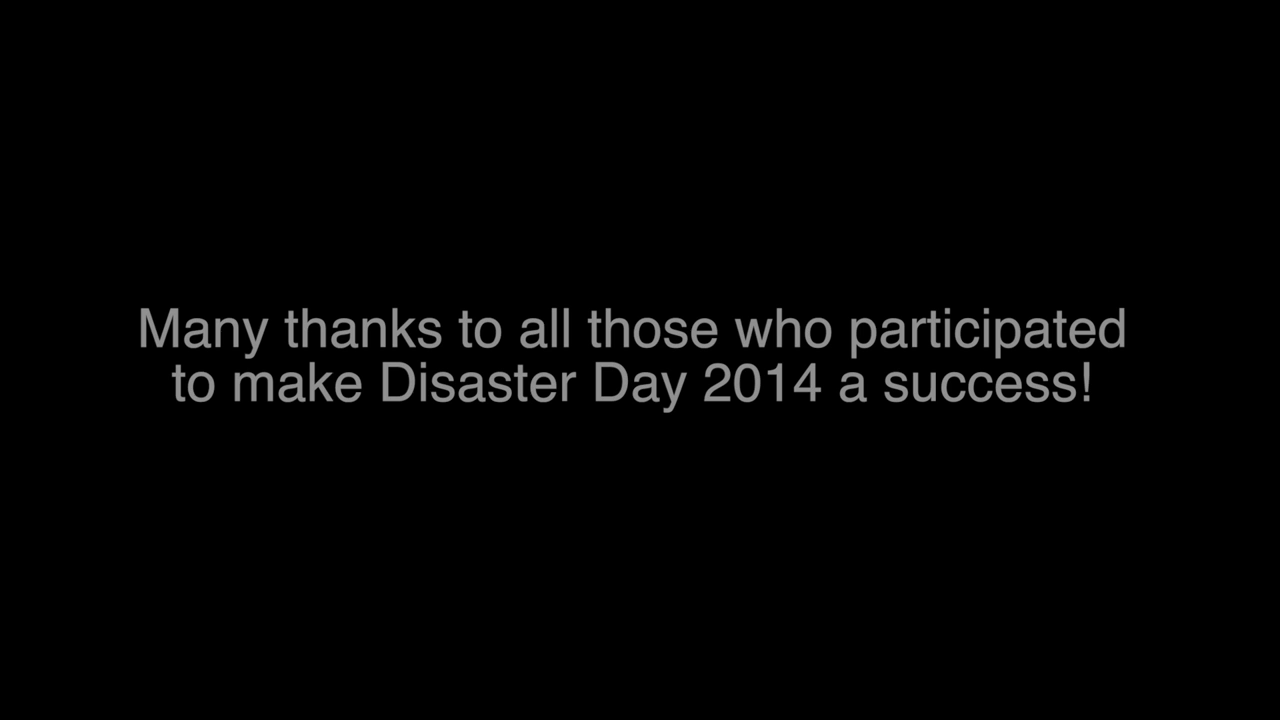 Many thanks to all those who participated
to make Disaster Day 2014 a success!